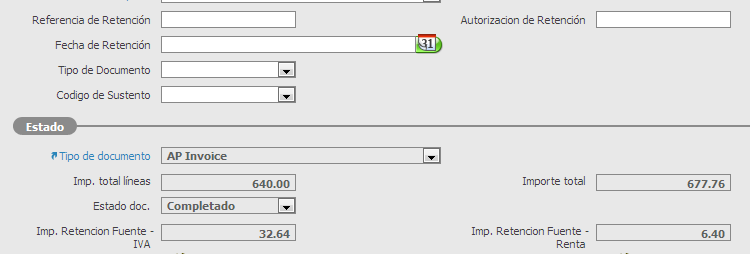 Referencia de Retención
Autorizacion de Retención
Fecha de Retención
31
Tipo de Documento
Codigo de Sustento
Estado
Tipo de documento AP Invoice
Imp. total líneas 640.00 Importe total 677.76
Estado doc. Completado
Imp. Retencion Fuente - 32.64 Imp. Retencion Fuente - 6.40
IVA Renta